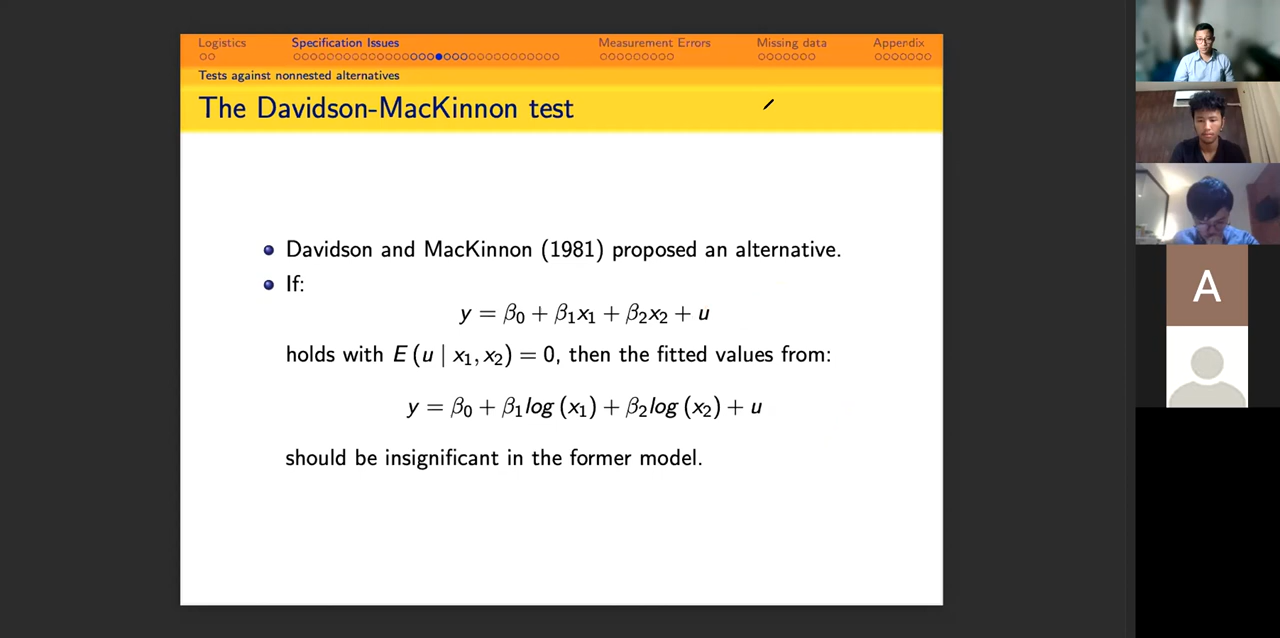 Logistics Specification Issues Measurement Errors Missing data Appendix
Tests against nonnested alternatives
The Davidson-MacKinnon test
Davidson and MacKinnon (1981) proposed an alternative.
If:
y = β₀ + β₁x₁ + β₂x₂ + u
holds with E (u | x₁, x₂) = 0, then the fitted values from:
y = β₀ + β₁log (x₁) + β₂log (x₂) + u
should be insignificant in the former model.
A